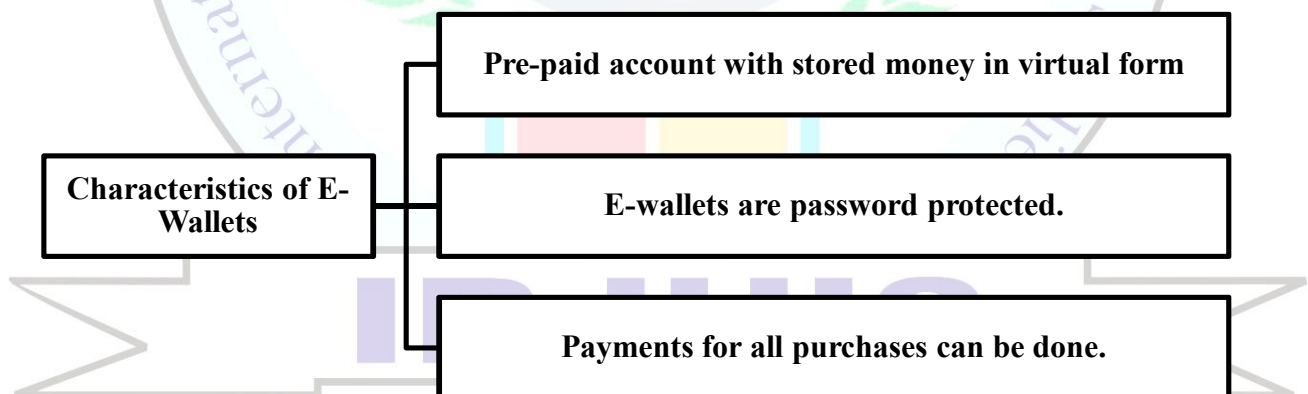 Pre-paid account with stored money in virtual form
Characteristics of E-
Wallets
E-wallets are password protected.
Payments for all purchases can be done.